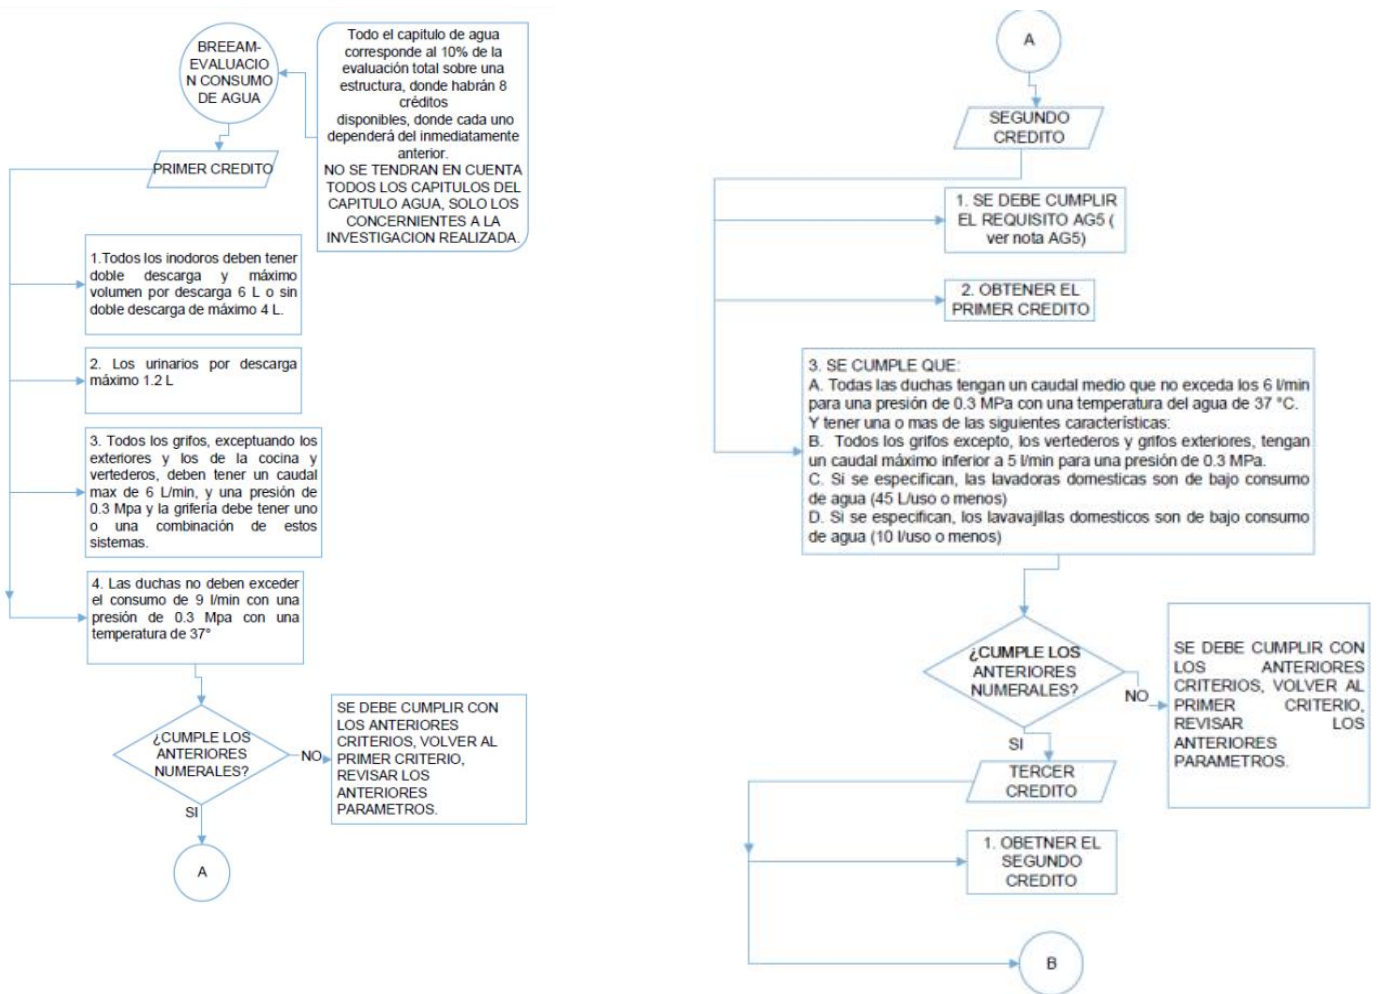 BREEAM-
EVALUACIO
N CONSUMO
DE AGUA
Todo el capitulo de agua
corresponde al 10% de la
evaluación total sobre una
estructura, donde habrán 8
créditos
disponibles, donde cada uno
dependerá del inmediatamente
anterior.
NO SE TENDRAN EN CUENTA
TODOS LOS CAPITULOS DEL
CAPITULO AGUA, SOLO LOS
CONCERNIENTES A LA
INVESTIGACION REALIZADA.
PRIMER CREDITO
1.Todos los inodoros deben tener
doble descarga y máximo
volumen por descarga 6 L o sin
doble descarga de máximo 4 L.
2. Los urinarios por descarga
máximo 1.2 L
3. Todos los grifos, exceptuando los
exteriores y los de la cocina y
vertederos, deben tener un caudal
max de 6 L/min, y una presión de
0.3 Mpa y la grifería debe tener uno
o una combinación de estos
sistemas.
4. Las duchas no deben exceder
el consumo de 9 l/min con una
presión de 0.3 Mpa con una
temperatura de 37°
¿CUMPLE LOS
ANTERIORES
NUMERALES?
NO
SE DEBE CUMPLIR CON
LOS ANTERIORES
CRITERIOS, VOLVER AL
PRIMER CRITERIO,
REVISAR LOS
ANTERIORES
PARAMETROS.
SI
A
A
SEGUNDO
CREDITO
1. SE DEBE CUMPLIR
EL REQUISITO AG5 (
ver nota AG5)
2. OBTENER EL
PRIMER CREDITO
3. SE CUMPLE QUE:
A. Todas las duchas tengan un caudal medio que no exceda los 6 l/min
para una presión de 0.3 MPa con una temperatura del agua de 37 °C.
Y tener una o mas de las siguientes características:
B. Todos los grifos excepto, los vertederos y grifos exteriores, tengan
un caudal máximo inferior a 5 l/min para una presión de 0.3 MPa.
C. Si se especifican, las lavadoras domesticas son de bajo consumo
de agua (45 L/uso o menos)
D. Si se especifican, los lavavajillas domesticos son de bajo consumo
de agua (10 l/uso o menos)
¿CUMPLE LOS
ANTERIORES
NUMERALES?
NO
SE DEBE CUMPLIR CON
LOS ANTERIORES
CRITERIOS, VOLVER AL
PRIMER CRITERIO,
REVISAR LOS
ANTERIORES
PARAMETROS.
SI
TERCER
CREDITO
1. OBETNER EL
SEGUNDO
CREDITO
B